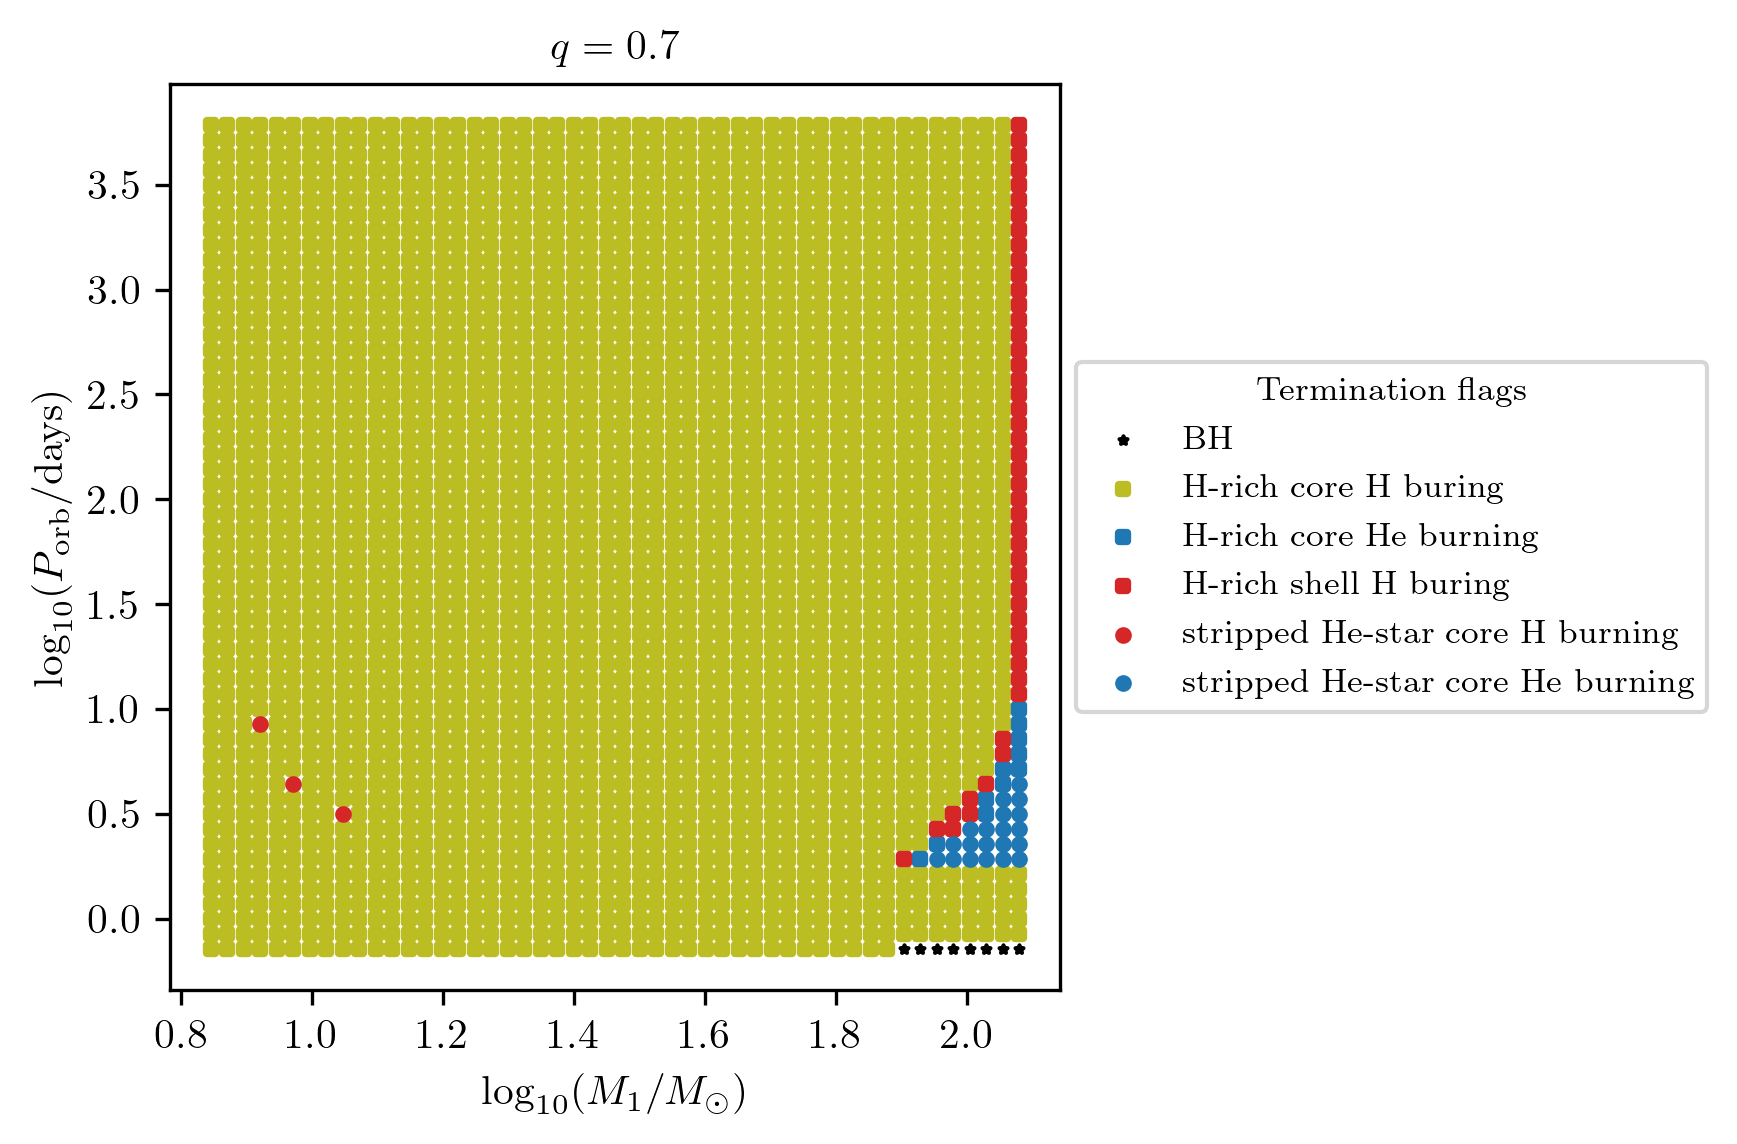 q = 0.7
log10(Porb/days)
3.5
3.0
2.5
2.0
1.5
1.0
0.5
0.0
0.8 1.0 1.2 1.4 1.6 1.8 2.0
log10(M1/M⊙)
Termination flags
BH
H-rich core H buring
H-rich core He burning
H-rich shell H buring
stripped He-star core H burning
stripped He-star core He burning